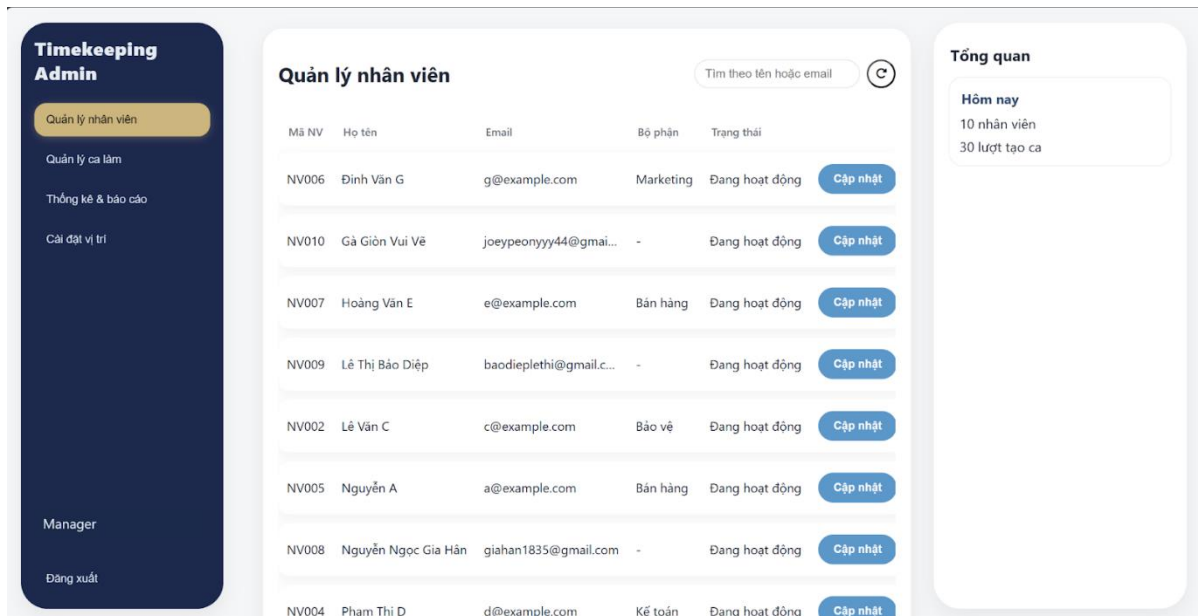 Timekeeping
Admin
Quản lý nhân viên
Quản lý ca làm
Thống kê & báo cáo
Cài đặt vị trí
Manager
Đăng xuất
Quản lý nhân viên
Tìm theo tên hoặc email
Mã NV Họ tên Email Bộ phận Trạng thái
NV006 Đinh Văn G g@example.com Marketing Đang hoạt động Cập nhật
NV010 Gà Giòn Vui Vẽ joeypeonyyy44@gmai... - Đang hoạt động Cập nhật
NV007 Hoàng Văn E e@example.com Bán hàng Đang hoạt động Cập nhật
NV009 Lê Thị Bảo Diệp baodieplethi@gmail.c... - Đang hoạt động Cập nhật
NV002 Lê Văn C c@example.com Bảo vệ Đang hoạt động Cập nhật
NV005 Nguyễn A a@example.com Bán hàng Đang hoạt động Cập nhật
NV008 Nguyễn Ngọc Gia Hân giahan1835@gmail.com - Đang hoạt động Cập nhật
NV004 Phạm Thị D d@example.com Kế toán Đang hoạt động Cập nhật
Tổng quan
Hôm nay
10 nhân viên
30 lượt tạo ca